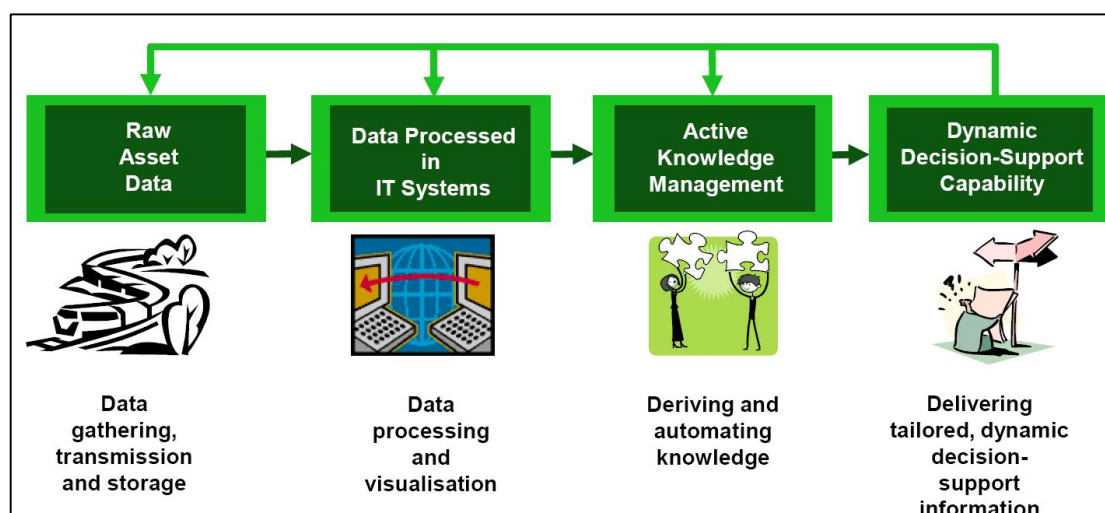 Raw
Asset
Data
Data Processed
in
IT Systems
Active
Knowledge
Management
Dynamic
Decision-Support
Capability
?
Data
gathering,
transmission
and storage
Data
processing
and
visualisation
Deriving and
automating
knowledge
Delivering
tailored, dynamic
decision-
support
information